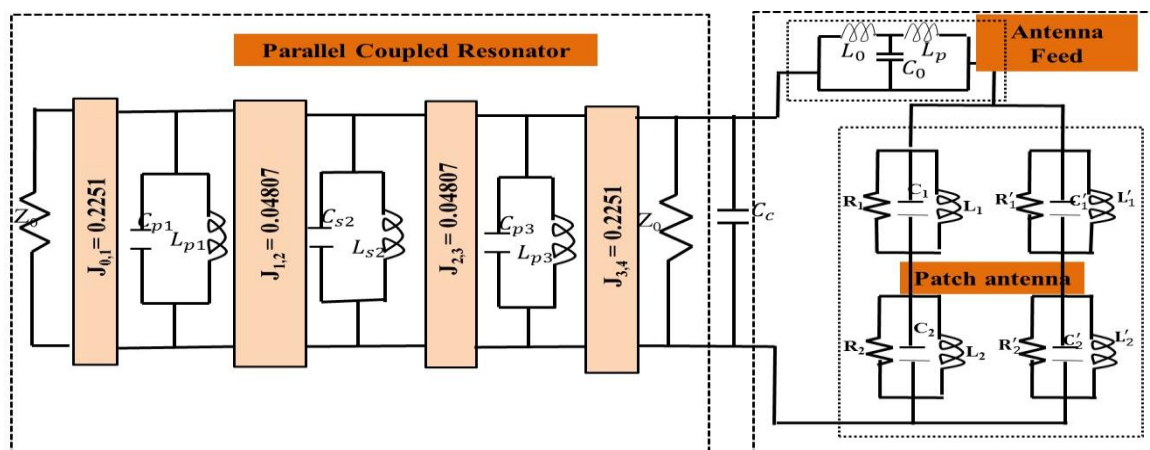 Parallel Coupled Resonator
Antenna
Feed
L₀
Lₚ
C₀
Z₀
J₀,₁ = 0.2251
Cₚ₁
Lₚ₁
J₁,₂ = 0.04807
Cₛ₂
Lₛ₂
J₂,₃ = 0.04807
Cₚ₃
Lₚ₃
J₃,₄ = 0.2251
Z₀
C_c
R₁
C₁
L₁
R′₁
C′₁
L′₁
Patch antenna
R₂
C₂
L₂
R′₂
C′₂
L′₂